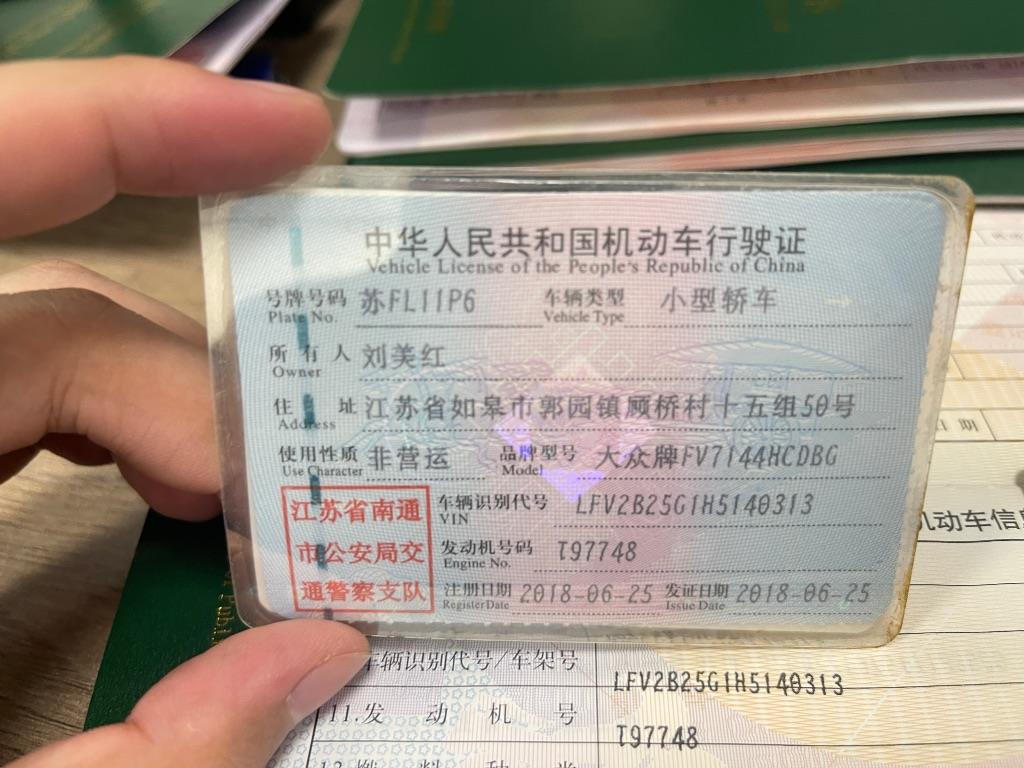 中华人民共和国机动车行驶证
Vehicle License of the People's Republic of China
号牌号码 苏FL11P6 车辆类型 小型轿车
Plate No. Vehicle Type
所有人 刘美红
Owner
住址 江苏省如皋市郭园镇顾桥村十五组50号
Address
使用性质 非营运 品牌型号 大众牌FV7144HCDBG
Use Character Model
江苏省南通
市公安局交
通警察支队
车辆识别代号 LFV2B25G1H5140313
VIN
发动机号码 T97748
Engine No.
注册日期 2018-06-25 发证日期 2018-06-25
Register Date Issue Date
日期
机动车信息
车辆识别代号/车架号 LFV2B25G1H5140313
11.发动机号 T97748